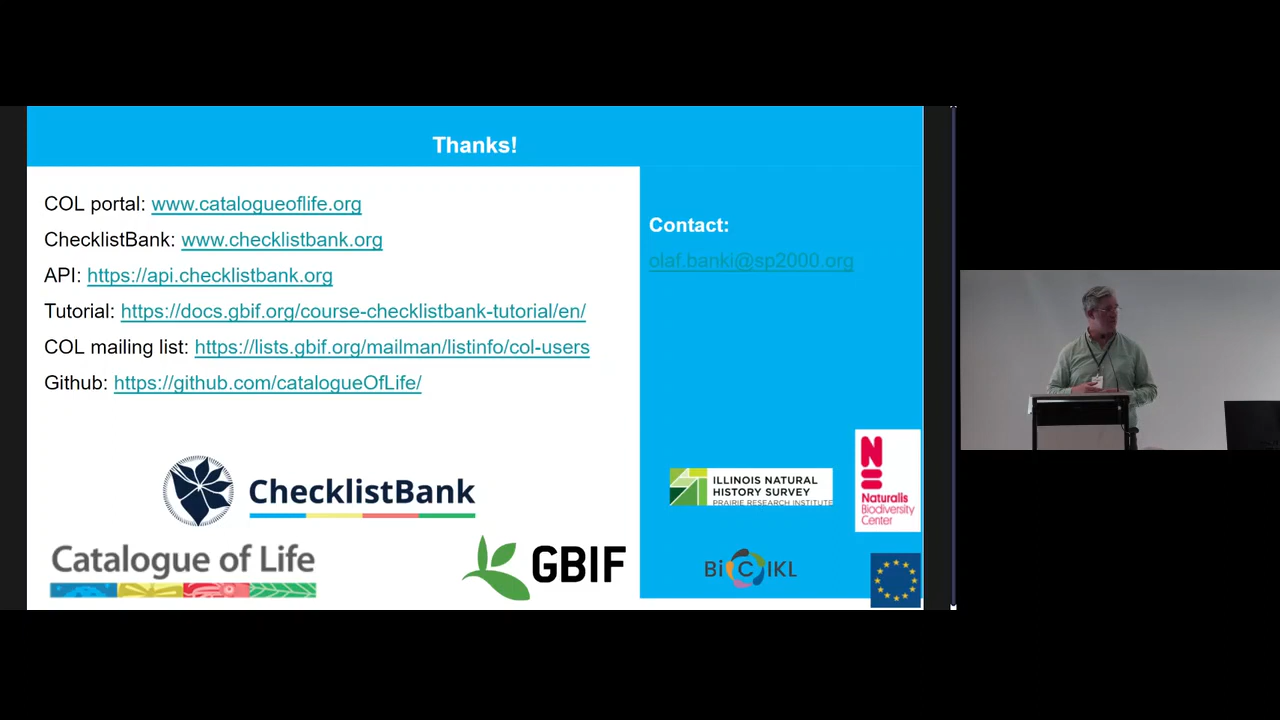 Thanks!
COL portal: www.catalogueoflife.org
ChecklistBank: www.checklistbank.org
API: https://api.checklistbank.org
Tutorial: https://docs.gbif.org/course-checklistbank-tutorial/en/
COL mailing list: https://lists.gbif.org/mailman/listinfo/col-users
Github: https://github.com/catalogueOfLife/
Contact:
olaf.banki@sp2000.org
ChecklistBank
Catalogue of Life
GBIF
ILLINOIS NATURAL
HISTORY SURVEY
PRAIRIE RESEARCH INSTITUTE
Naturalis
Biodiversity
Center
BiCIKL